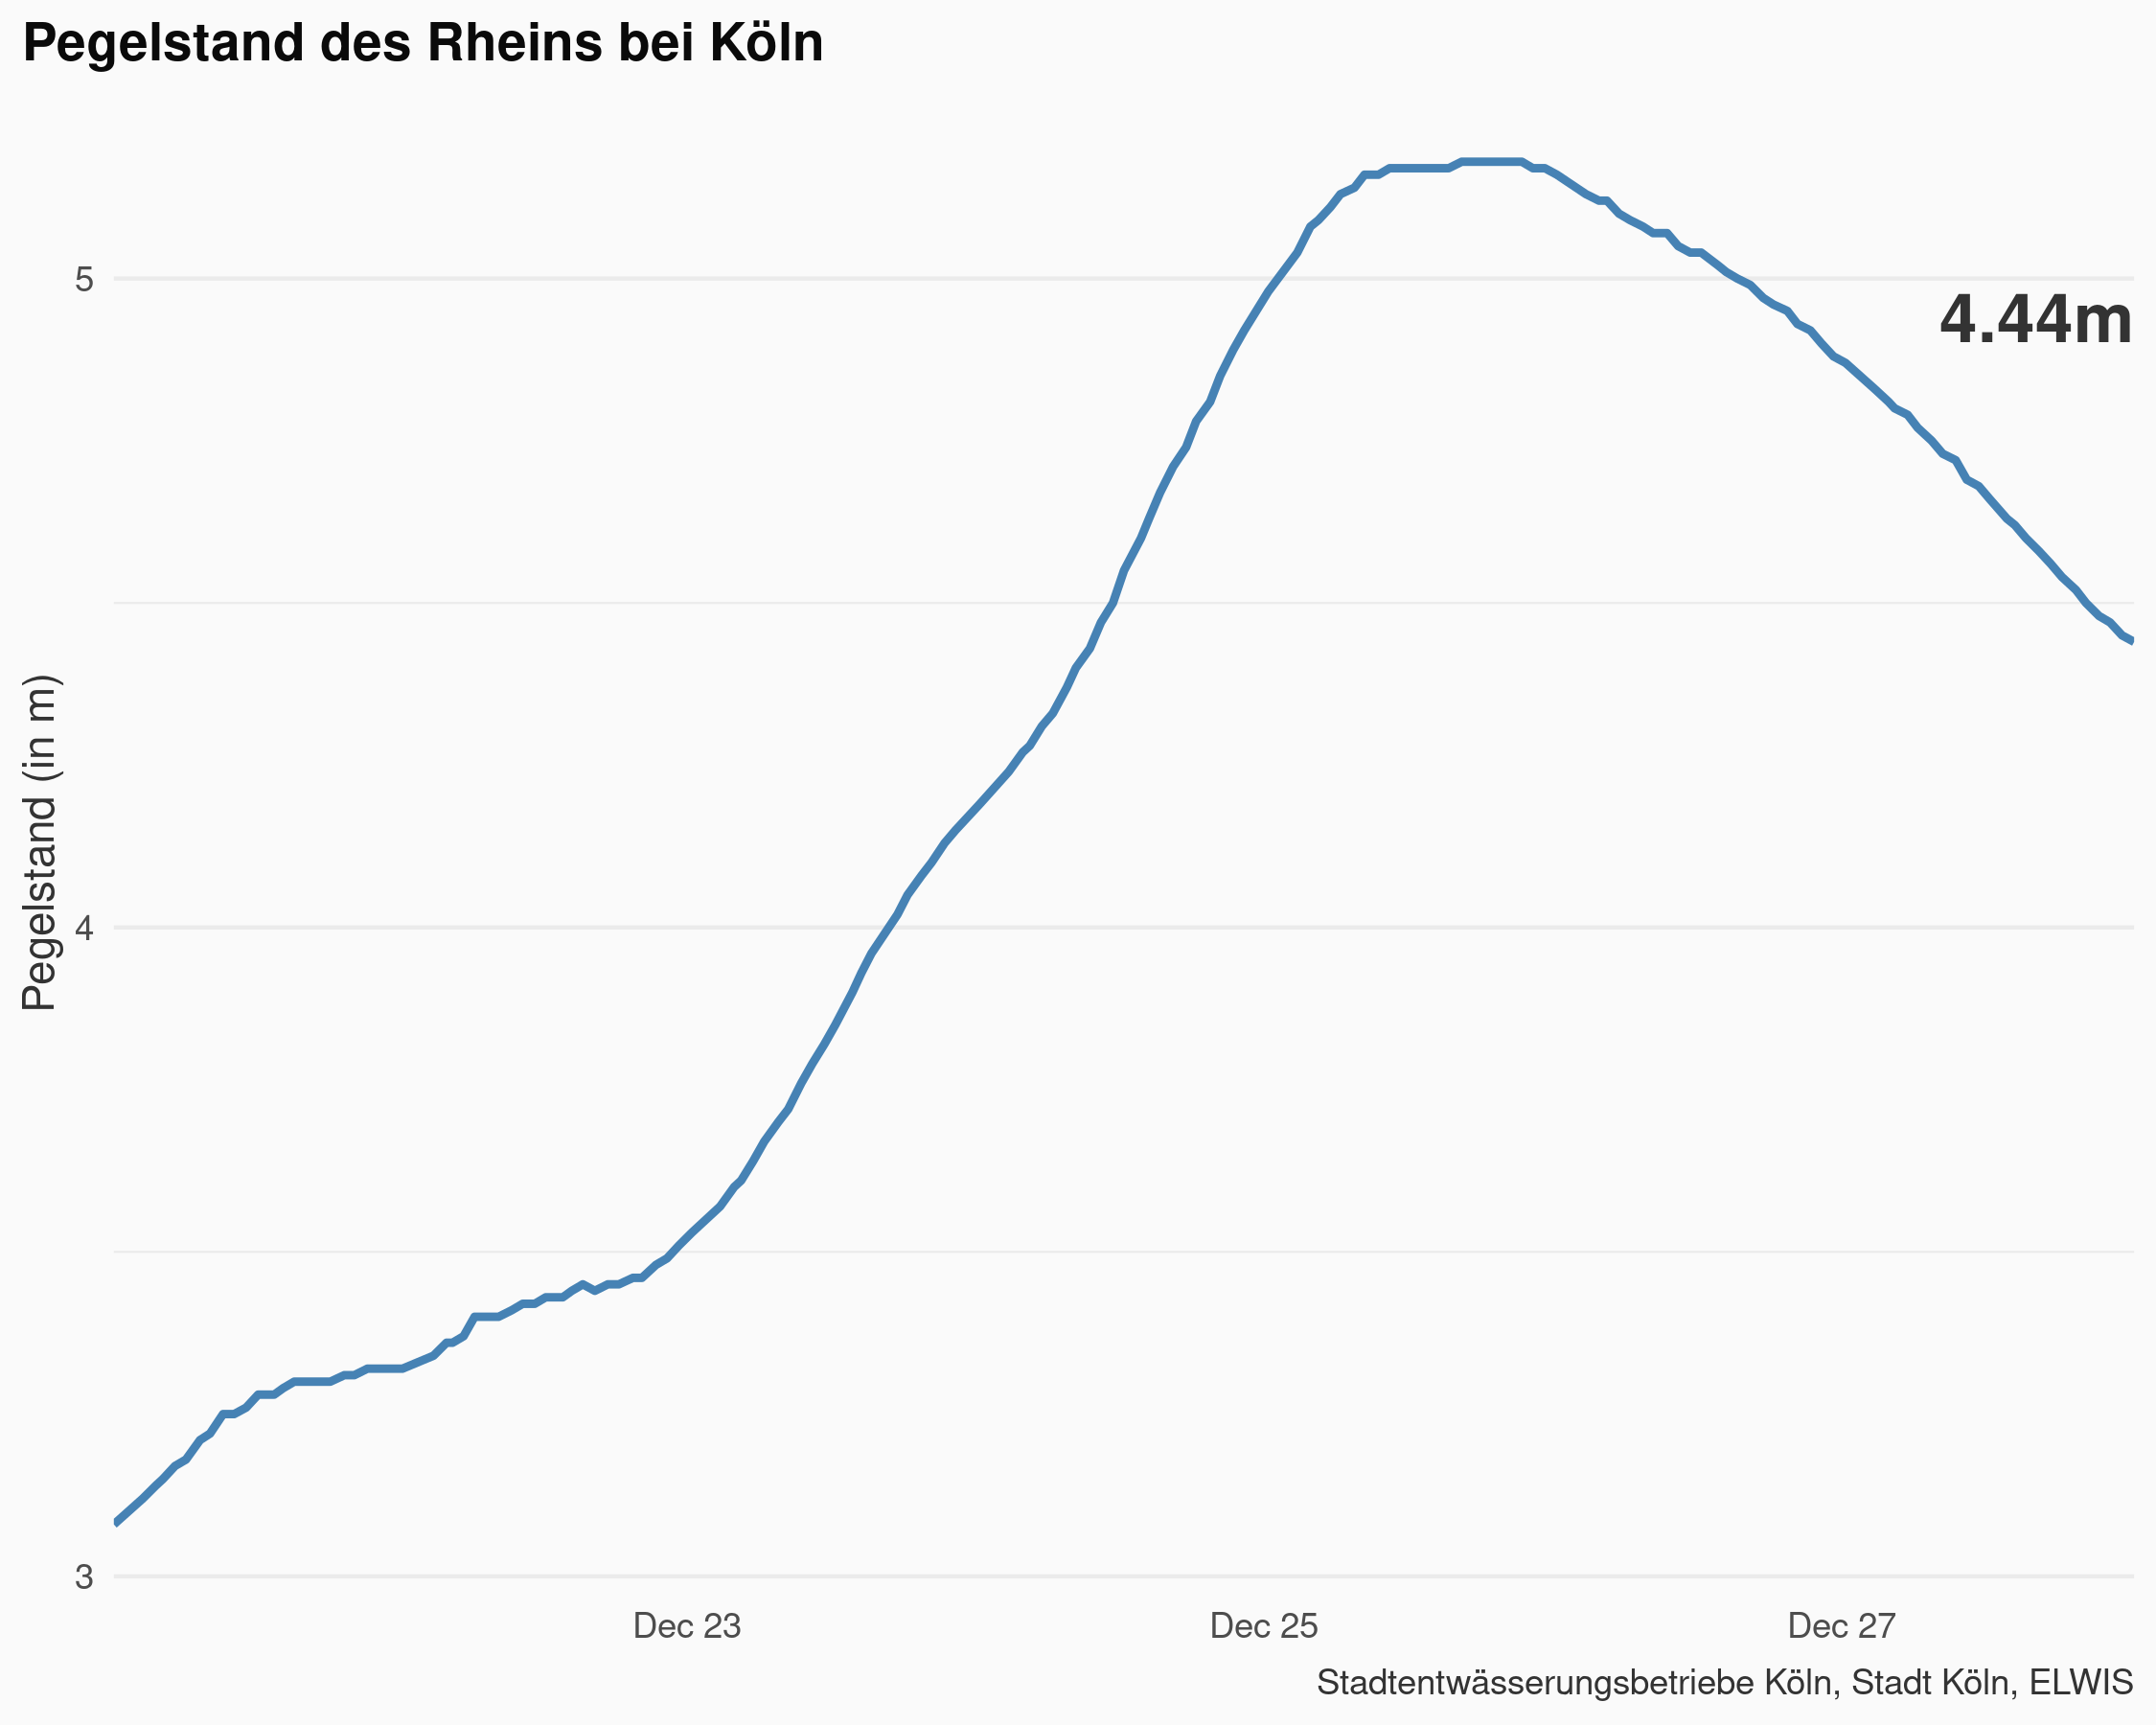 Pegelstand des Rheins bei Köln
Pegelstand (in m)
5
4
3
4.44m
Dec 23
Dec 25
Dec 27
Stadtentwässerungsbetriebe Köln, Stadt Köln, ELWIS